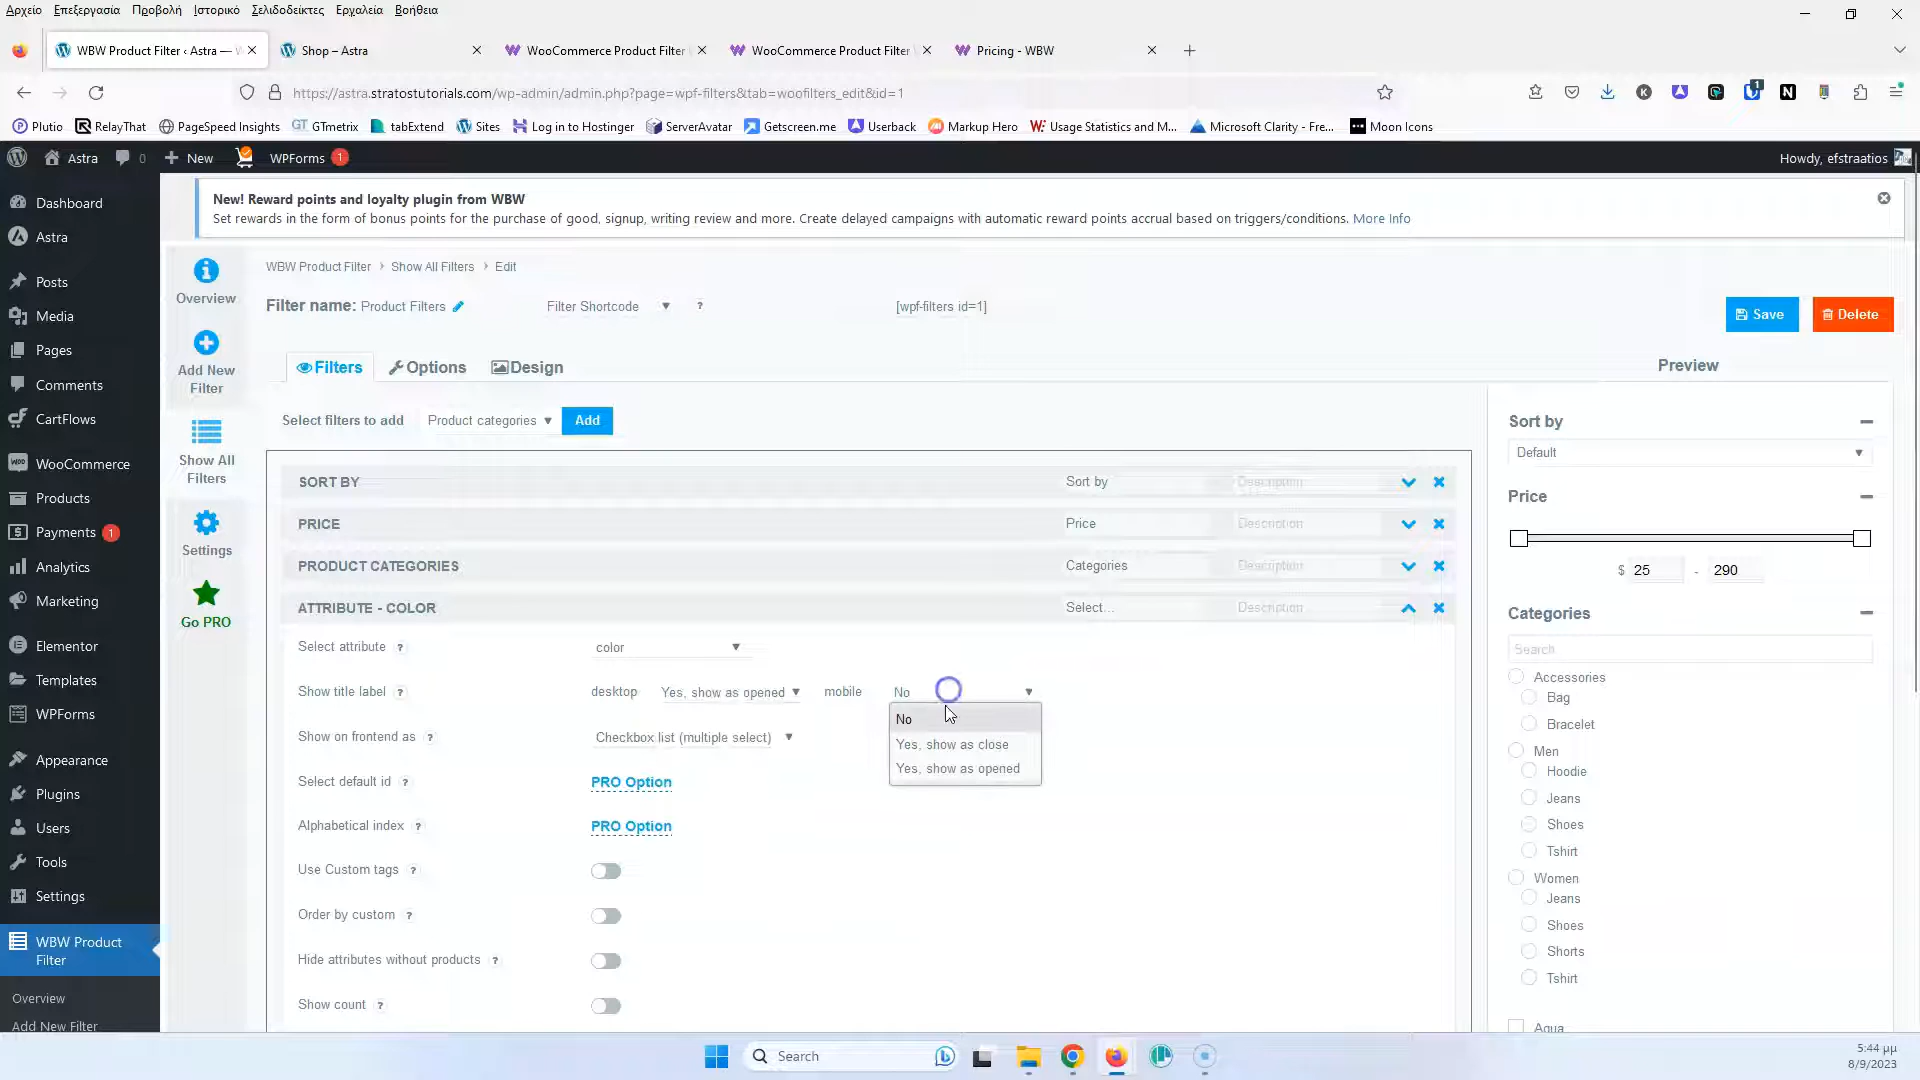 Αρχείο Επεξεργασία Προβολή Ιστορικό Σελιδοδείκτες Εργαλεία Βοήθεια
WBW Product Filter ‹ Astra — W
Shop – Astra
WooCommerce Product Filter
WooCommerce Product Filter
Pricing - WBW
https://astra.stratostutorials.com/wp-admin/admin.php?page=wpf-filters&tab=woofilters_edit&id=1
Plutio RelayThat PageSpeed Insights GTmetrix tabExtend Sites Log in to Hostinger ServerAvatar Getscreen.me Userback Markup Hero Usage Statistics and M... Microsoft Clarity - Fre... Moon Icons
Astra 0 New WPForms 1
Howdy, efstraatios
New! Reward points and loyalty plugin from WBW
Set rewards in the form of bonus points for the purchase of good, signup, writing review and more. Create delayed campaigns with automatic reward points accrual based on triggers/conditions. More Info
Dashboard
Astra
Posts
Media
Pages
Comments
CartFlows
WooCommerce
Products
Payments 1
Analytics
Marketing
Elementor
Templates
WPForms
Appearance
Plugins
Users
Tools
Settings
WBW Product
Filter
Overview
Add New Filter
Overview
Add New
Filter
Show All
Filters
Settings
Go PRO
WBW Product Filter › Show All Filters › Edit
Filter name: Product Filters
Filter Shortcode ▼ ?
[wpf-filters id=1]
Save
Delete
Filters Options Design
Select filters to add Product categories ▼ Add
SORT BY Sort by Description
PRICE Price Description
PRODUCT CATEGORIES Categories Description
ATTRIBUTE - COLOR Select... Description
Select attribute ? color
Show title label ? desktop Yes, show as opened mobile No
No
Yes, show as close
Yes, show as opened
Show on frontend as ? Checkbox list (multiple select)
Select default id ? PRO Option
Alphabetical index ? PRO Option
Use Custom tags ?
Order by custom ?
Hide attributes without products ?
Show count ?
Preview
Sort by
Default
Price
$ 25 - 290
Categories
Search
Accessories
Bag
Bracelet
Men
Hoodie
Jeans
Shoes
Tshirt
Women
Jeans
Shoes
Shorts
Tshirt
Aqua
Search
5:44 μμ
8/9/2023